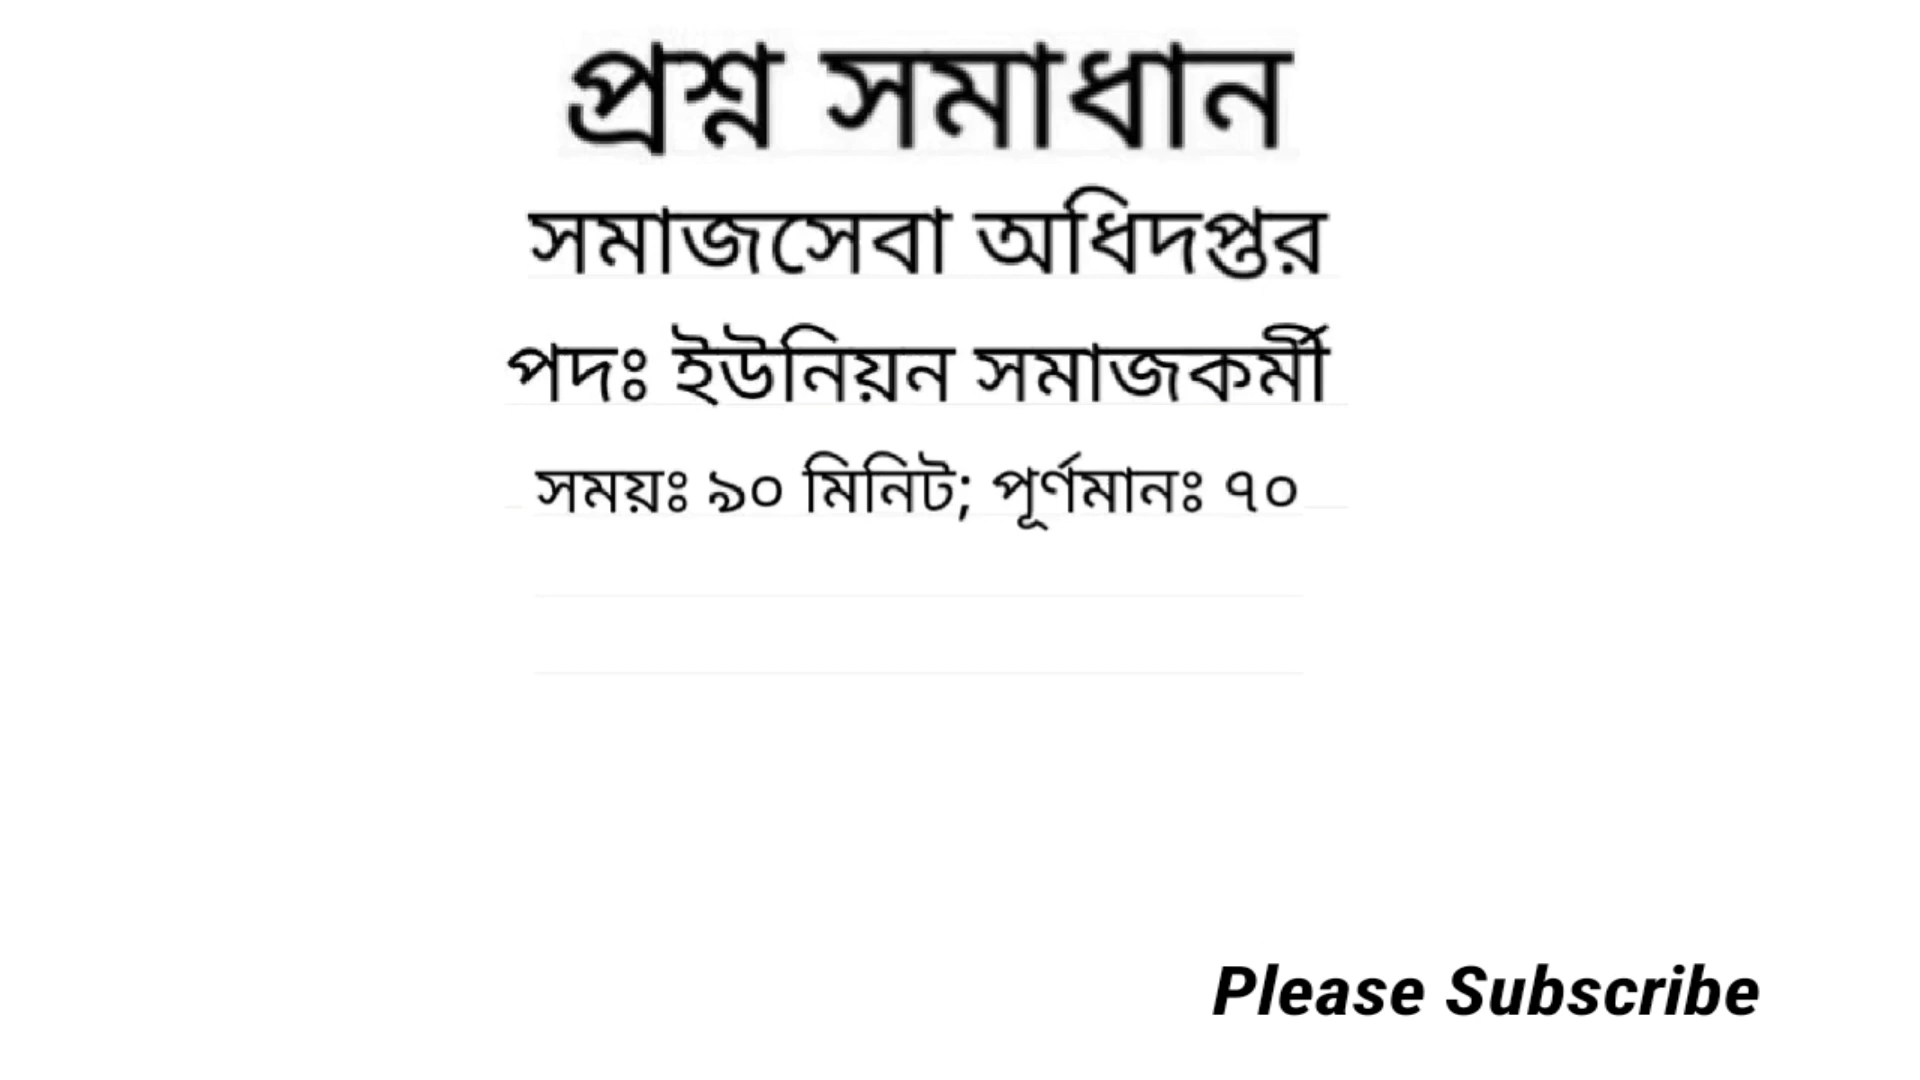 প্রশ্ন সমাধান
সমাজসেবা অধিদপ্তর
পদঃ ইউনিয়ন সমাজকর্মী
সময়ঃ ৯০ মিনিট; পূর্ণমানঃ ৭০
Please Subscribe